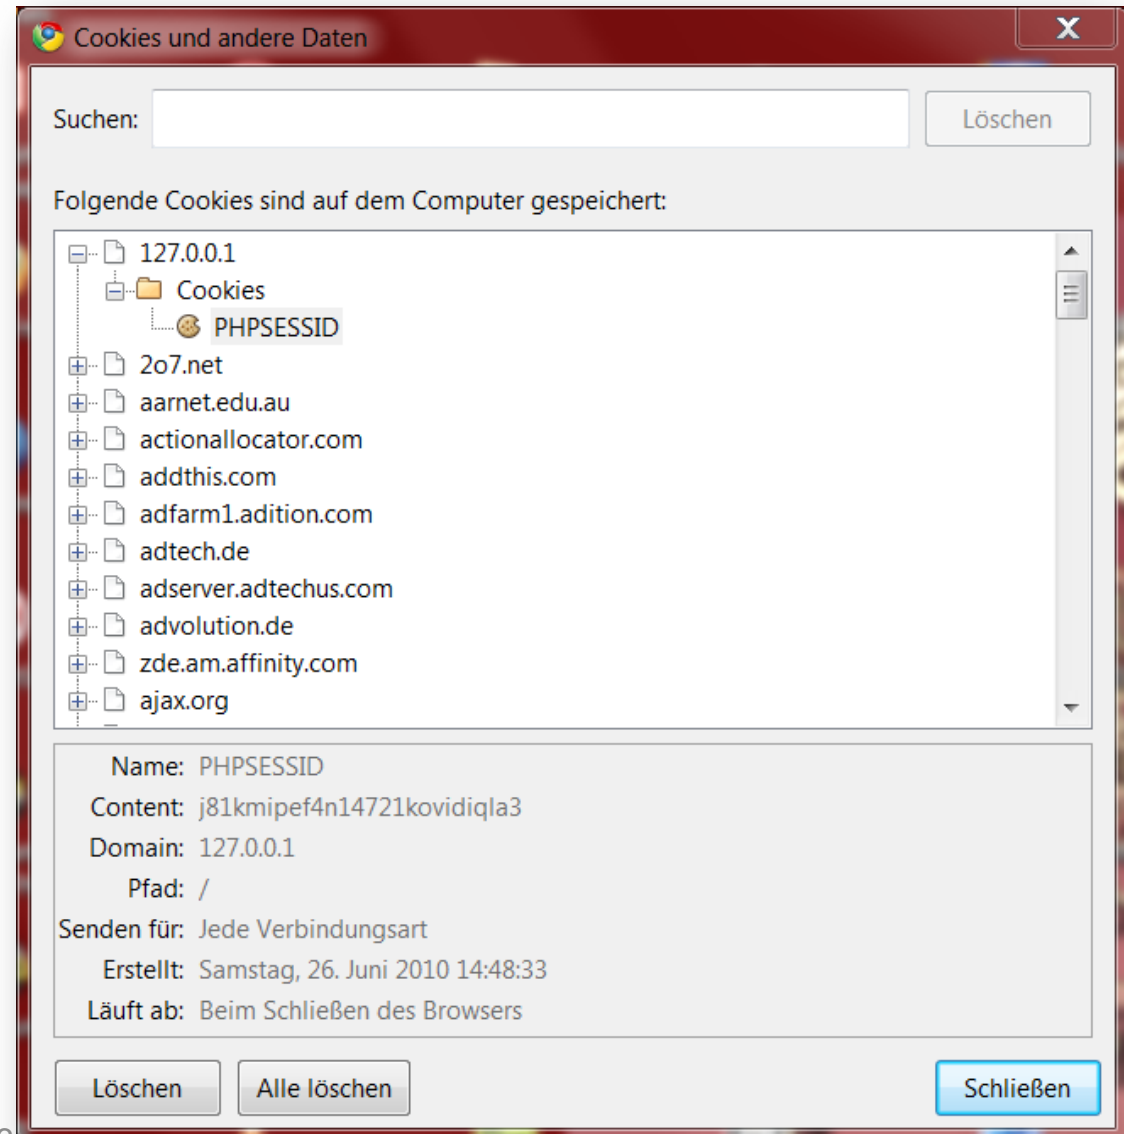 Cookies und andere Daten
X
Suchen:
Löschen
Folgende Cookies sind auf dem Computer gespeichert:
127.0.0.1
Cookies
PHPSESSID
2o7.net
aarnet.edu.au
actionallocator.com
addthis.com
adfarm1.adition.com
adtech.de
adserver.adtechus.com
advolution.de
zde.am.affinity.com
ajax.org
Name: PHPSESSID
Content: j81kmipef4n14721kovidiqla3
Domain: 127.0.0.1
Pfad: /
Senden für: Jede Verbindungsart
Erstellt: Samstag, 26. Juni 2010 14:48:33
Läuft ab: Beim Schließen des Browsers
Löschen Alle löschen Schließen